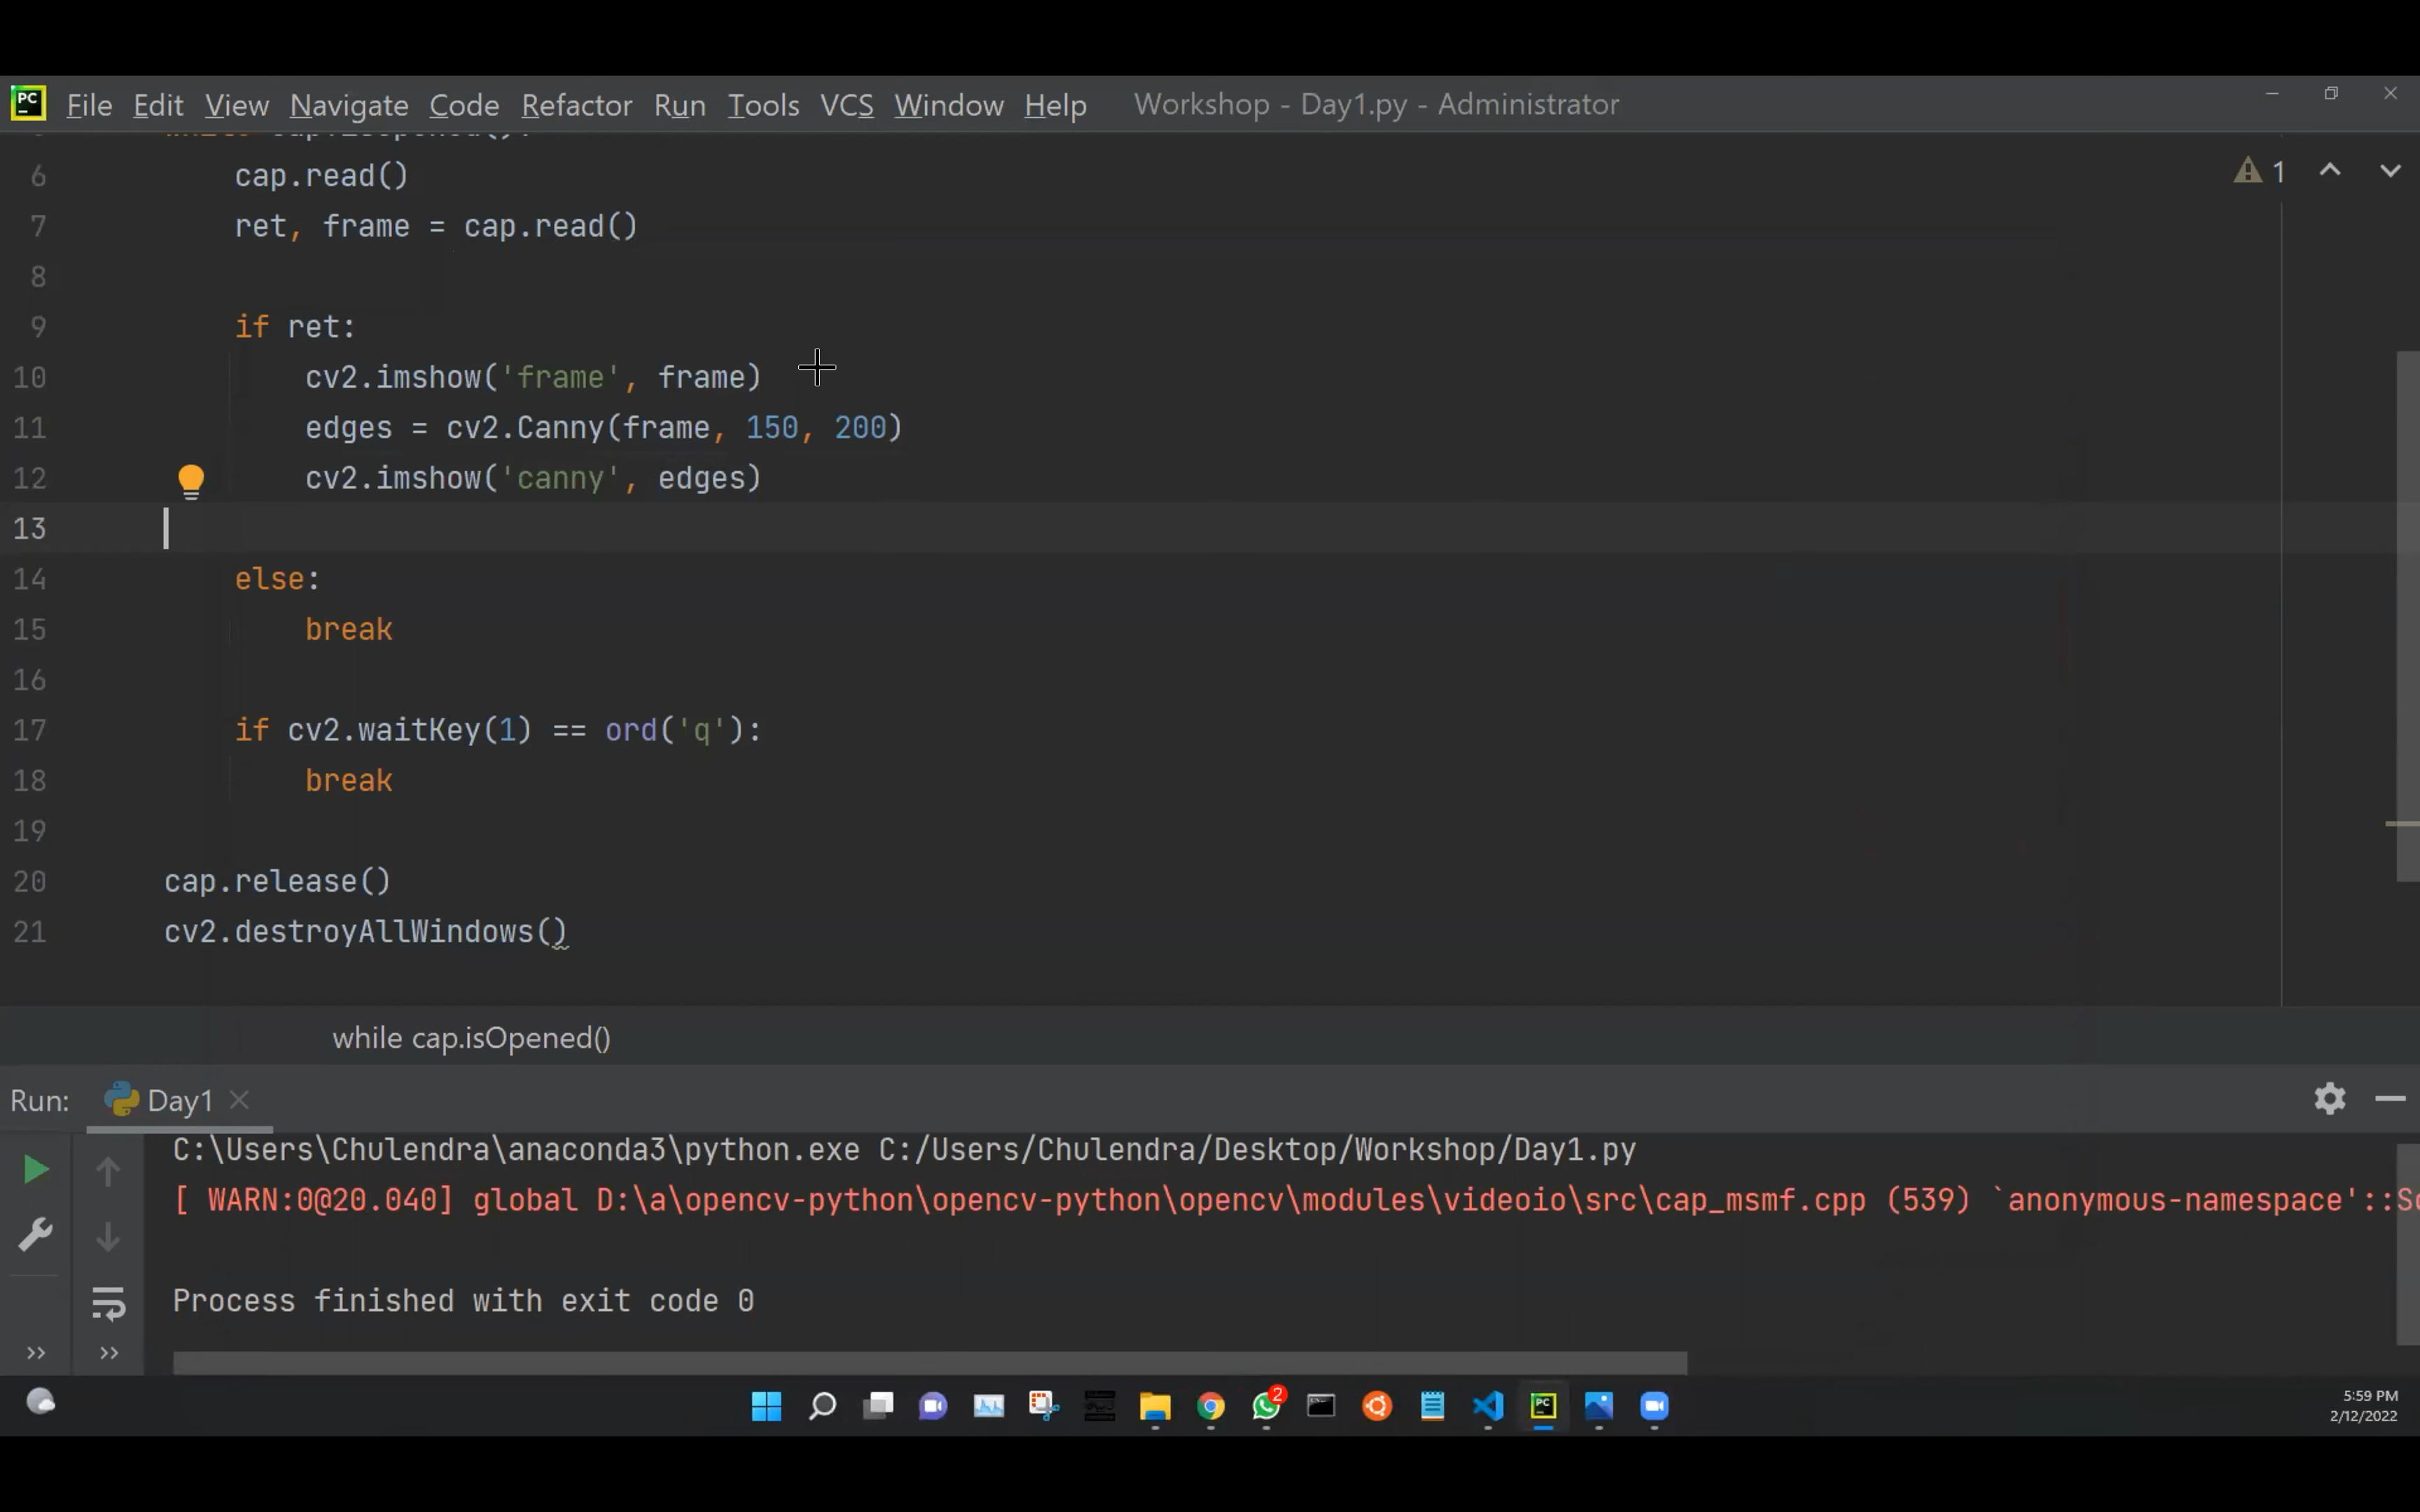 PC File Edit View Navigate Code Refactor Run Tools VCS Window Help Workshop - Day1.py - Administrator
6 cap.read()
1
7 ret, frame = cap.read()
8
9 if ret:
10 cv2.imshow('frame', frame)
11 edges = cv2.Canny(frame, 150, 200)
12 cv2.imshow('canny', edges)
13
14 else:
15 break
16
17 if cv2.waitKey(1) == ord('q'):
18 break
19
20 cap.release()
21 cv2.destroyAllWindows()
while cap.isOpened()
Run: Day1
C:\Users\Chulendra\anaconda3\python.exe C:/Users/Chulendra/Desktop/Workshop/Day1.py
[ WARN:0@20.040] global D:\a\opencv-python\opencv-python\opencv\modules\videoio\src\cap_msmf.cpp (539) `anonymous-namespace'::
Process finished with exit code 0
2
PC
5:59 PM
2/12/2022